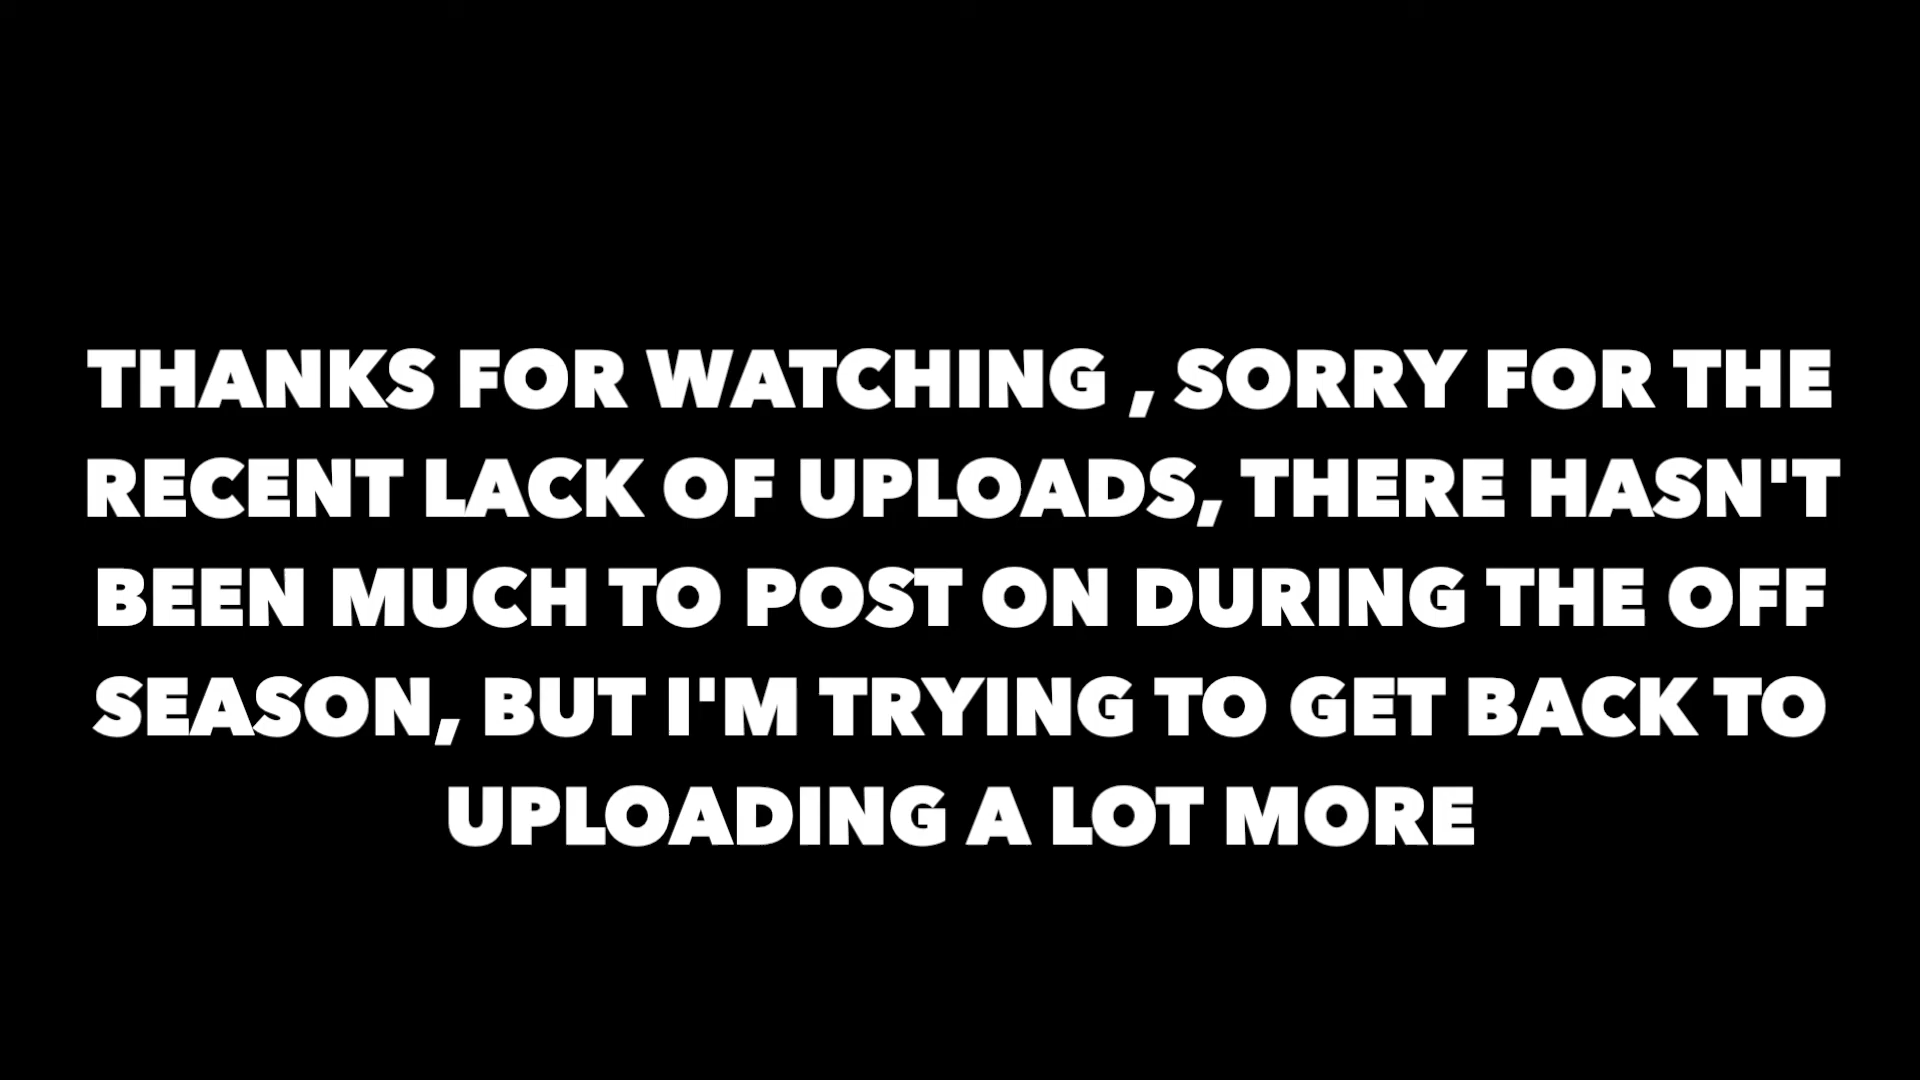 THANKS FOR WATCHING , SORRY FOR THE
RECENT LACK OF UPLOADS, THERE HASN'T
BEEN MUCH TO POST ON DURING THE OFF
SEASON, BUT I'M TRYING TO GET BACK TO
UPLOADING A LOT MORE